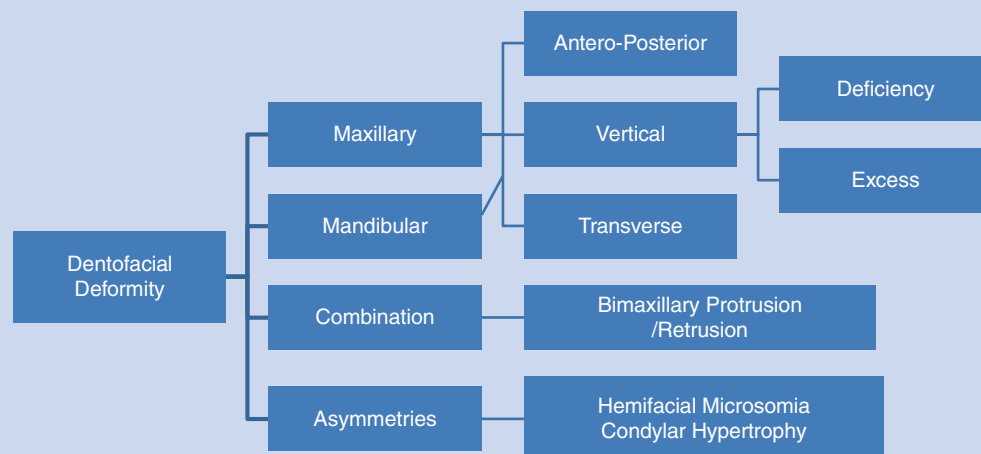 Dentofacial
Deformity
Maxillary
Mandibular
Combination
Asymmetries
Antero-Posterior
Vertical
Transverse
Bimaxillary Protrusion
/Retrusion
Hemifacial Microsomia
Condylar Hypertrophy
Deficiency
Excess